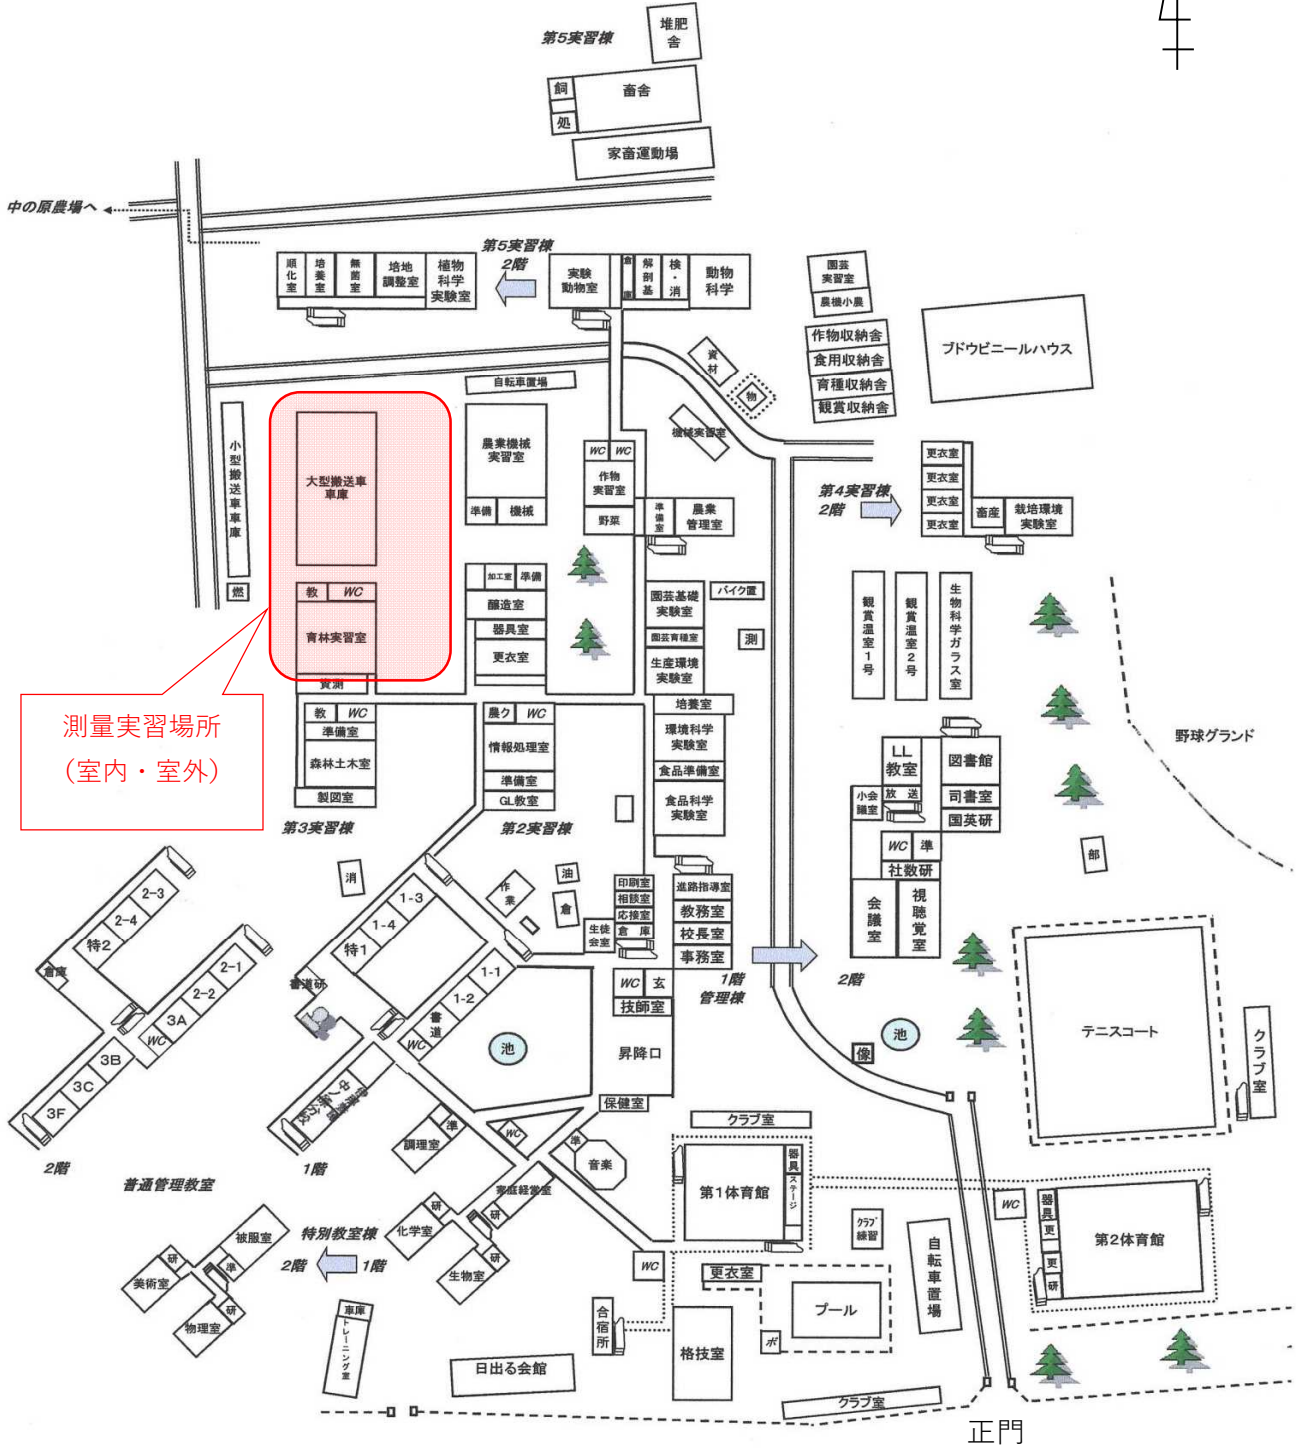 堆肥
舎
第5実習棟
飼
処
畜舎
家畜運動場
中の原農場へ
第5実習棟
2階
順化室
培養室
無菌室
培地
調整室
植物
科学
実験室
実験
動物室
倉庫
解剖基
検・消
動物
科学
園芸
実習室
農機小農
作物収納舎
食用収納舎
育種収納舎
観賞収納舎
ブドウビニールハウス
資材
物
機械実習室
自転車置場
小型搬送車車庫
燃
大型搬送車
車庫
教
WC
育林実習室
資測
農業機械
実習室
準備
機械
WC
WC
作物
実習室
野菜
準備室
農業
管理室
第4実習棟
2階
更衣室
更衣室
更衣室
更衣室
畜産
栽培環境
実験室
加工室
準備
醸造室
器具室
更衣室
園芸基礎
実験室
園芸育種室
生産環境
実験室
バイク置
測
観賞温室1号
観賞温室2号
生物科学ガラス室
測量実習場所
（室内・室外）
教
WC
準備室
森林土木室
製図室
第3実習棟
農ク
WC
情報処理室
準備室
GL教室
第2実習棟
培養室
環境科学
実験室
食品準備室
食品科学
実験室
LL
教室
放送
小会
議室
図書館
司書室
国英研
WC
準
社数研
会議室
視聴覚室
野球グランド
部
消
作業
油
倉
印刷室
相談室
応接室
倉庫
生徒
会室
進路指導室
教務室
校長室
事務室
1階
管理棟
2階
WC
玄
技師室
昇降口
保健室
2-3
2-4
特2
倉庫
2-1
2-2
3A
WC
3B
3C
3F
2階
1-3
1-4
特1
書道研
1-1
1-2
書道
WC
池
池
像
1階
普通管理教室
調理室
準
WC
準
音楽
家庭経営室
研
化学室
研
生物室
研
特別教室棟
2階
1階
被服室
準
研
美術室
研
物理室
クラブ室
第1体育館
器具
ステージ
テニスコート
クラブ室
WC
器具
更
更
研
第2体育館
クラブ
練習
自転車置場
WC
更衣室
プール
ボ
合宿所
格技室
車庫
トレーニング室
日出る会館
クラブ室
正門